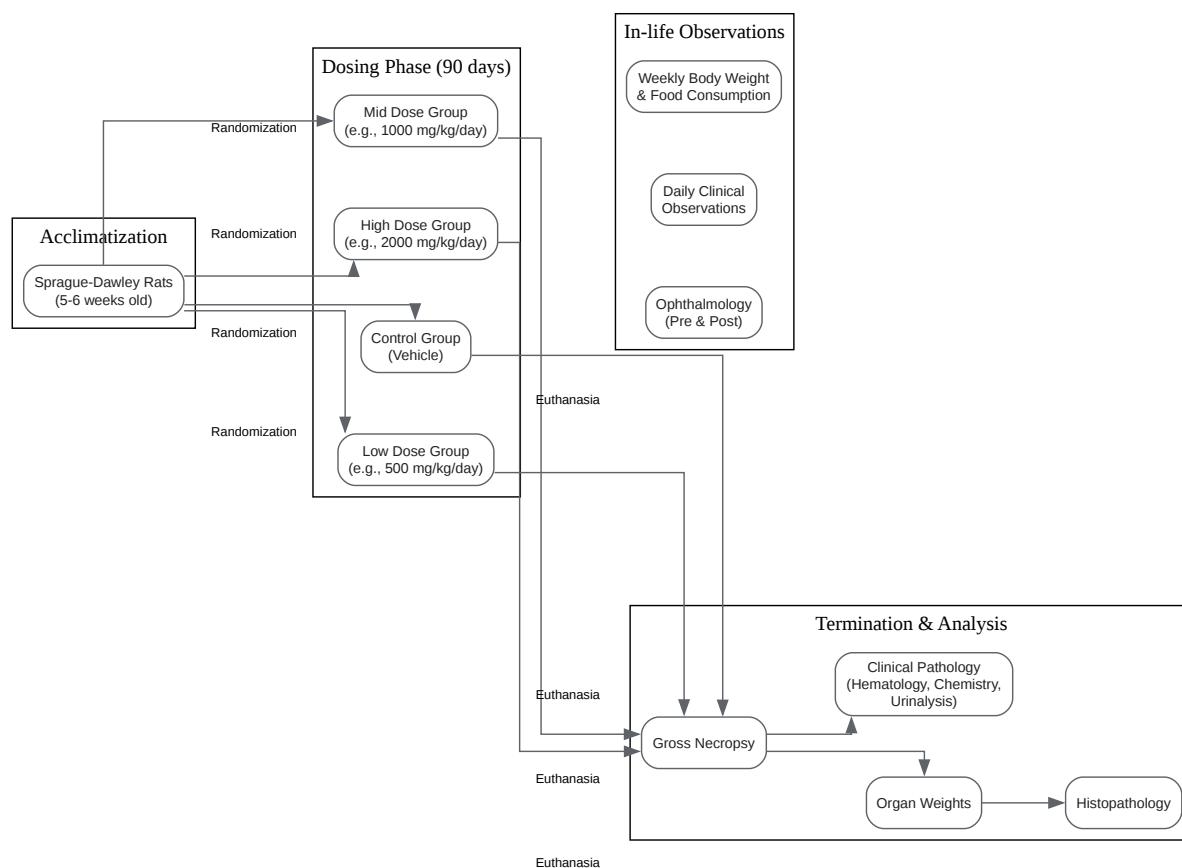 In-life Observations
Weekly Body Weight
& Food Consumption
Daily Clinical
Observations
Ophthalmology
(Pre & Post)
Dosing Phase (90 days)
Mid Dose Group
(e.g., 1000 mg/kg/day)
High Dose Group
(e.g., 2000 mg/kg/day)
Control Group
(Vehicle)
Low Dose Group
(e.g., 500 mg/kg/day)
Randomization
Randomization
Randomization
Randomization
Acclimatization
Sprague-Dawley Rats
(5-6 weeks old)
Euthanasia
Euthanasia
Euthanasia
Euthanasia
Termination & Analysis
Clinical Pathology
(Hematology, Chemistry,
Urinalysis)
Gross Necropsy
Organ Weights
Histopathology